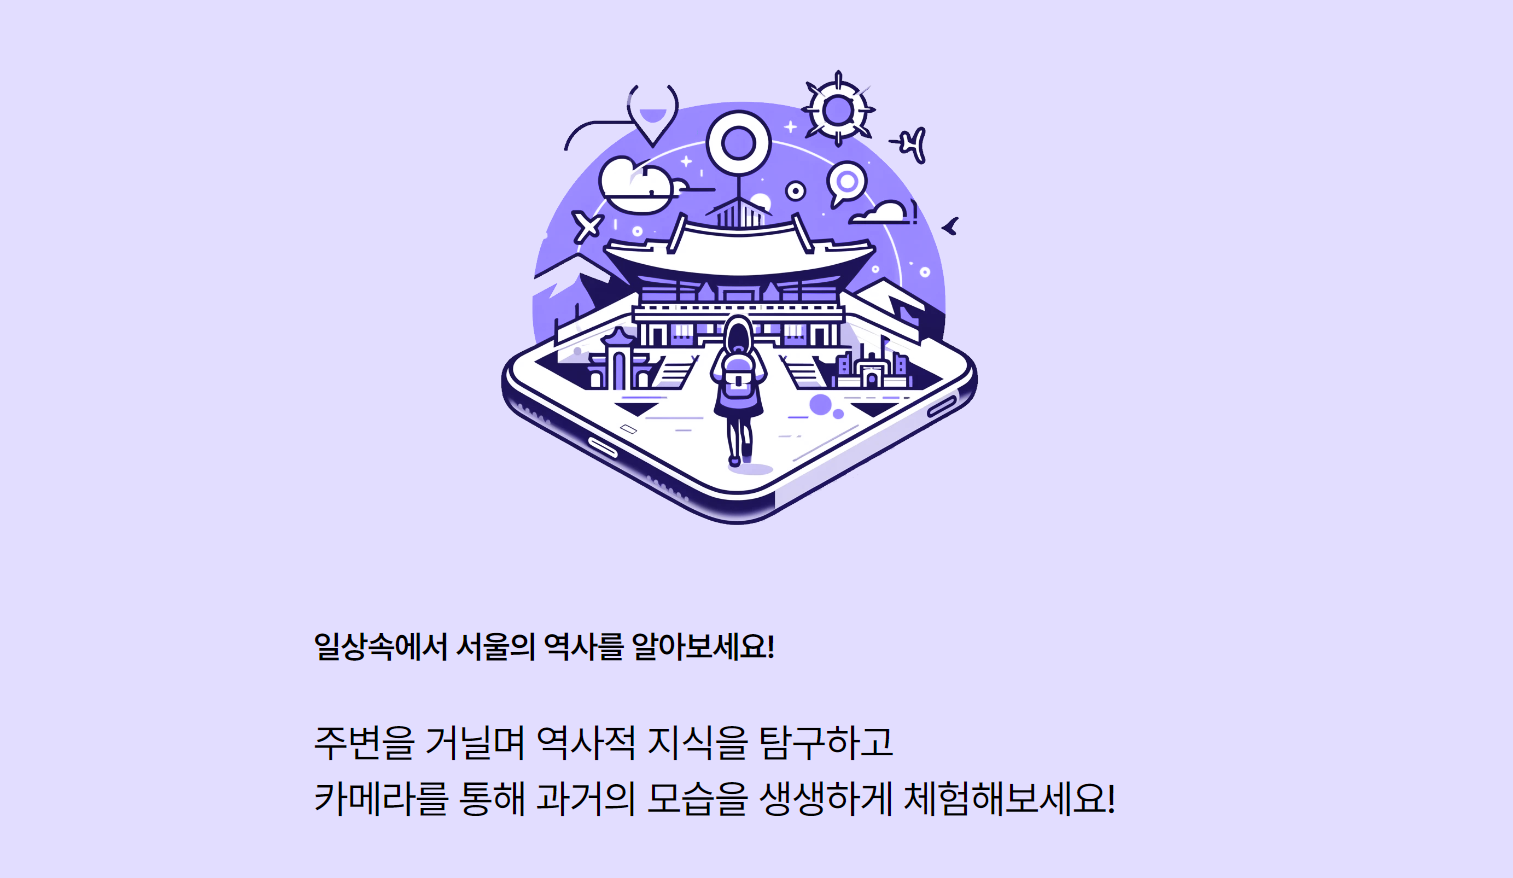 일상속에서 서울의 역사를 알아보세요!
주변을 거닐며 역사적 지식을 탐구하고
카메라를 통해 과거의 모습을 생생하게 체험해보세요!